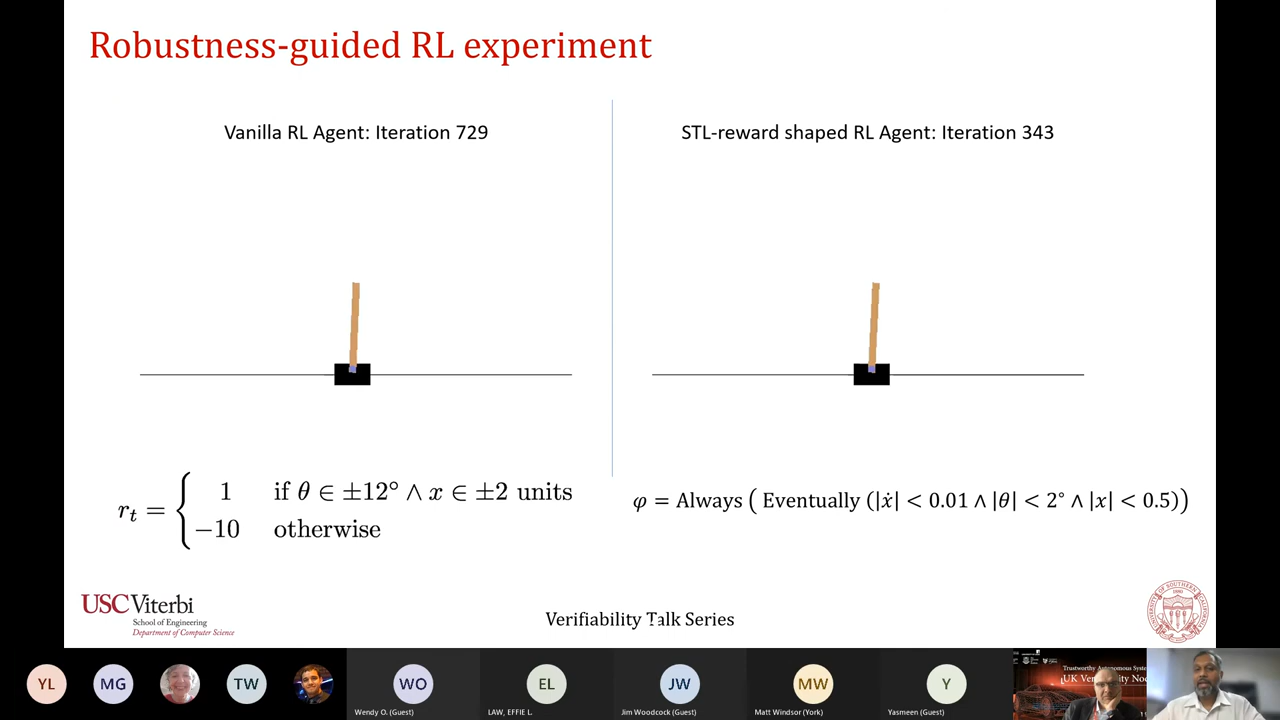 Robustness-guided RL experiment
Vanilla RL Agent: Iteration 729
STL-reward shaped RL Agent: Iteration 343
r_t = { 1 if θ ∈ ±12° ∧ x ∈ ±2 units
−10 otherwise
φ = Always ( Eventually (|ẋ| < 0.01 ∧ |θ| < 2° ∧ |x| < 0.5))
USC Viterbi
School of Engineering
Department of Computer Science
Verifiability Talk Series
YL
MG
TW
WO
EL
JW
MW
Y
Wendy O. (Guest)
LAW, EFFIE L.
Jim Woodcock (Guest)
Matt Windsor (York)
Yasmeen (Guest)
Trustworthy Autonomous
UK